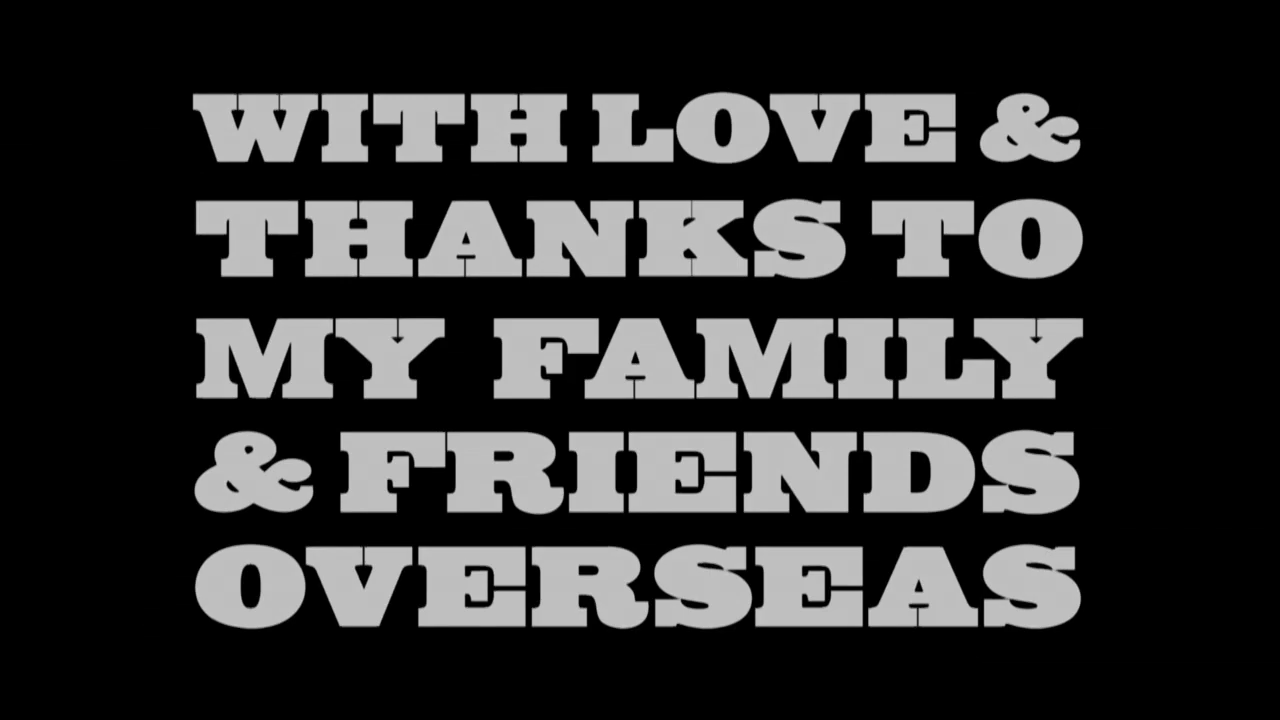 WITH LOVE &
THANKS TO
MY FAMILY
& FRIENDS
OVERSEAS